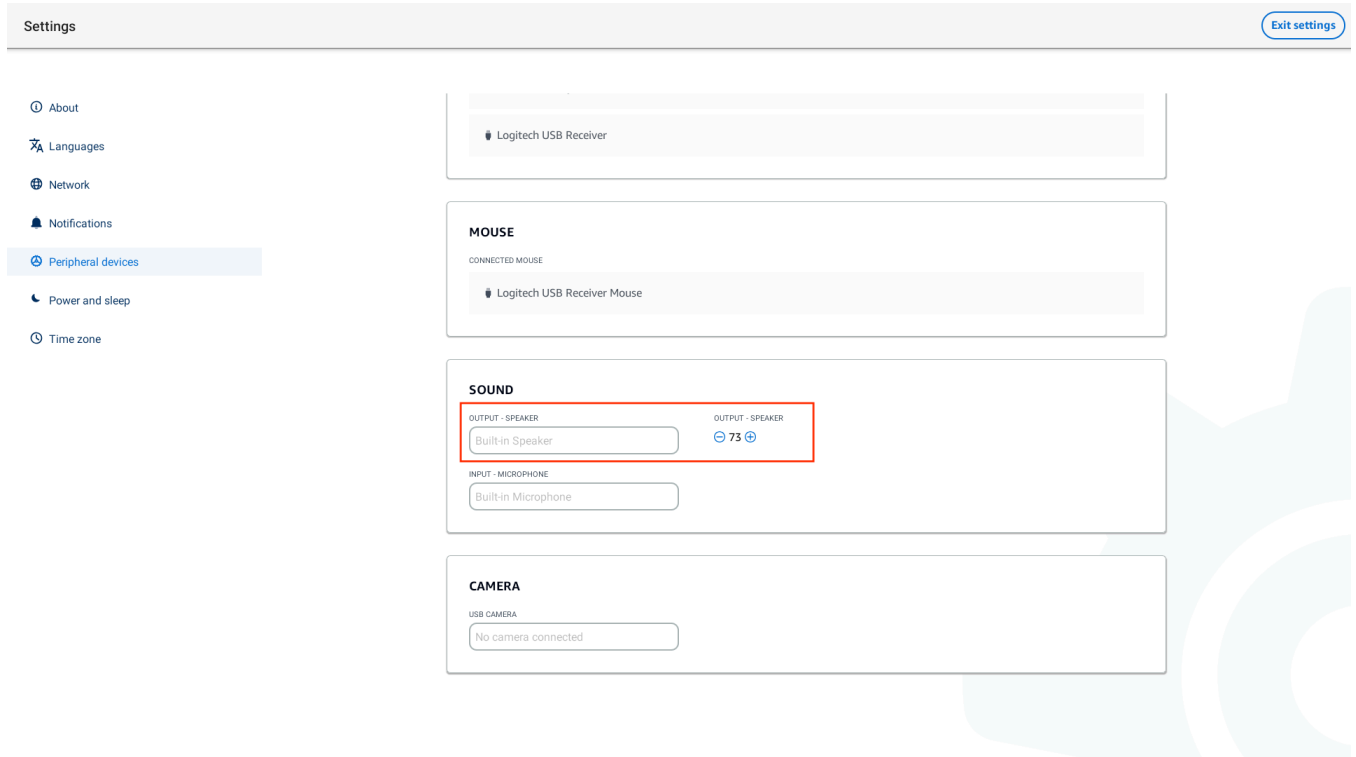 Settings
Exit settings
About
Languages
Network
Notifications
Peripheral devices
Power and sleep
Time zone
Logitech USB Receiver
MOUSE
CONNECTED MOUSE
Logitech USB Receiver Mouse
SOUND
OUTPUT - SPEAKER OUTPUT - SPEAKER
Built-in Speaker 73
INPUT - MICROPHONE
Built-in Microphone
CAMERA
USB CAMERA
No camera connected